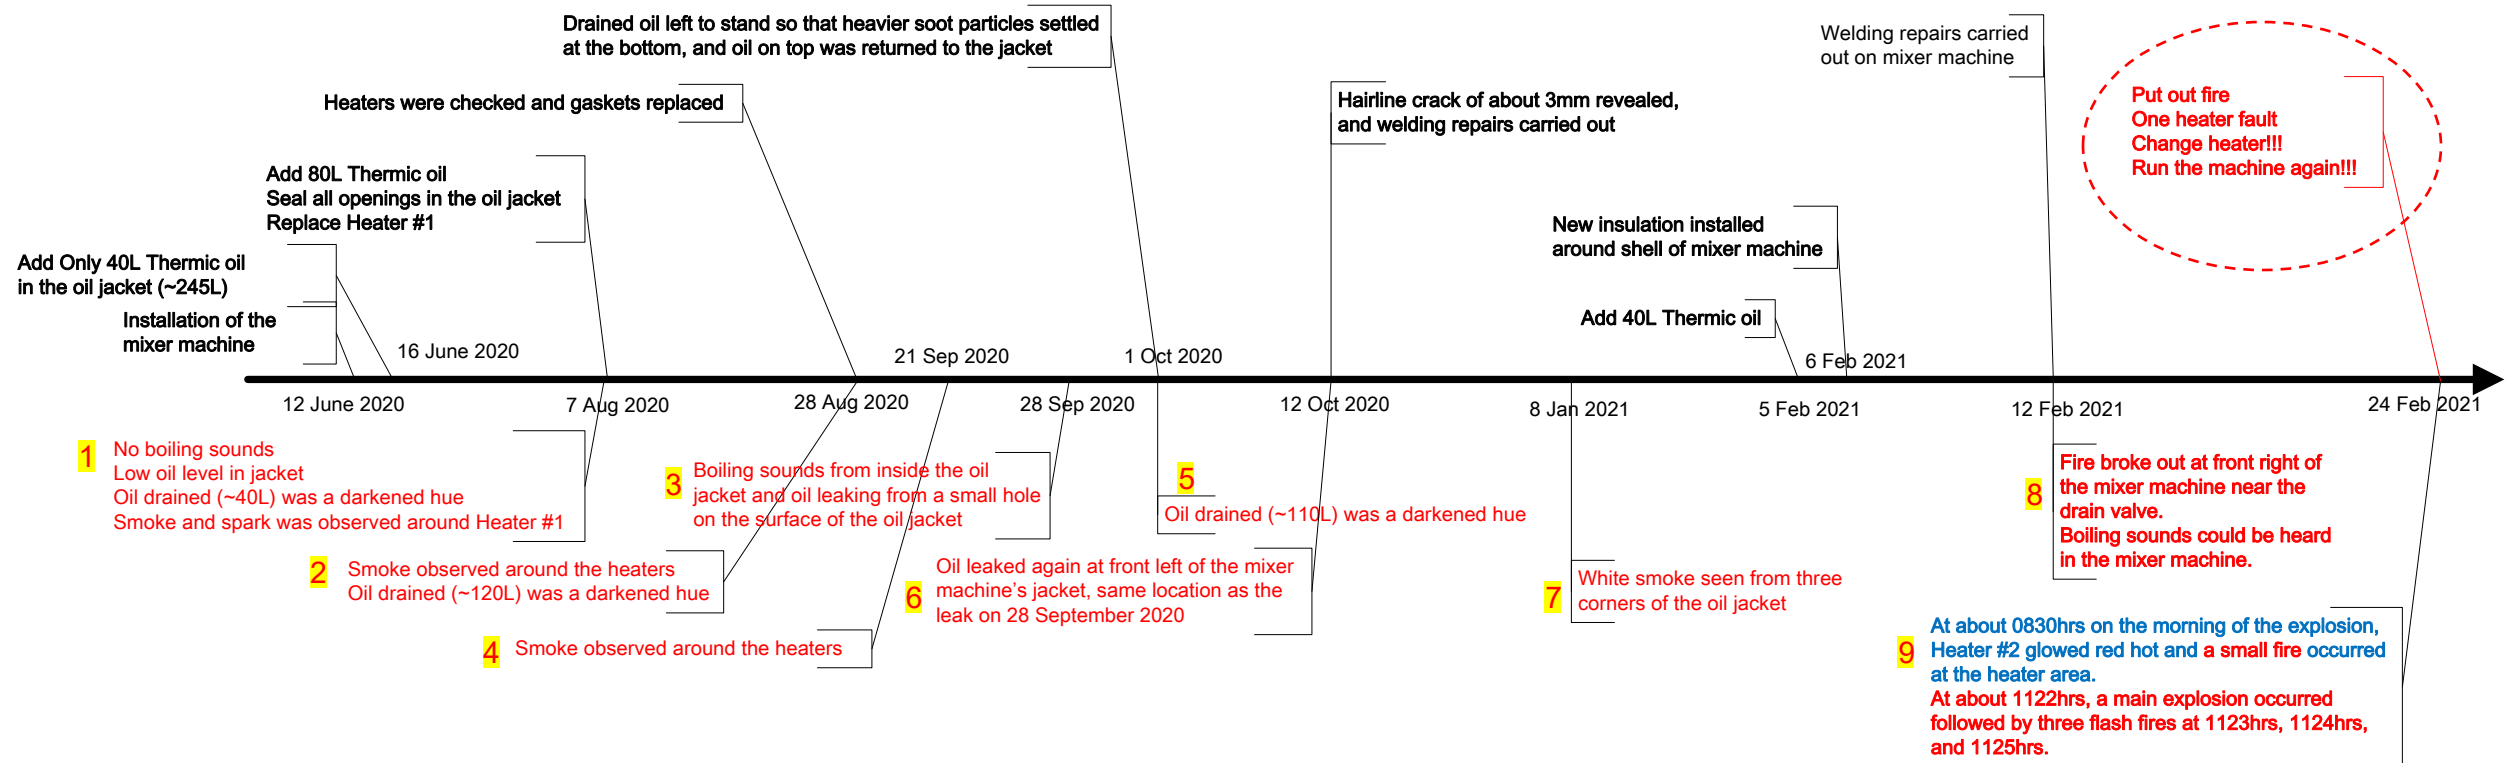 Drained oil left to stand so that heavier soot particles settled
at the bottom, and oil on top was returned to the jacket
Heaters were checked and gaskets replaced
Add 80L Thermic oil
Seal all openings in the oil jacket
Replace Heater #1
Add Only 40L Thermic oil
in the oil jacket (~245L)
Installation of the
mixer machine
Hairline crack of about 3mm revealed,
and welding repairs carried out
Welding repairs carried
out on mixer machine
Put out fire
One heater fault
Change heater!!!
Run the machine again!!!
New insulation installed
around shell of mixer machine
Add 40L Thermic oil
16 June 2020
21 Sep 2020
1 Oct 2020
6 Feb 2021
12 June 2020
7 Aug 2020
28 Aug 2020
28 Sep 2020
12 Oct 2020
8 Jan 2021
5 Feb 2021
12 Feb 2021
24 Feb 2021
1
No boiling sounds
Low oil level in jacket
Oil drained (~40L) was a darkened hue
Smoke and spark was observed around Heater #1
2
Smoke observed around the heaters
Oil drained (~120L) was a darkened hue
3
Boiling sounds from inside the oil
jacket and oil leaking from a small hole
on the surface of the oil jacket
4
Smoke observed around the heaters
5
Oil drained (~110L) was a darkened hue
6
Oil leaked again at front left of the mixer
machine’s jacket, same location as the
leak on 28 September 2020
7
White smoke seen from three
corners of the oil jacket
8
Fire broke out at front right of
the mixer machine near the
drain valve.
Boiling sounds could be heard
in the mixer machine.
9
At about 0830hrs on the morning of the explosion,
Heater #2 glowed red hot and a small fire occurred
at the heater area.
At about 1122hrs, a main explosion occurred
followed by three flash fires at 1123hrs, 1124hrs,
and 1125hrs.